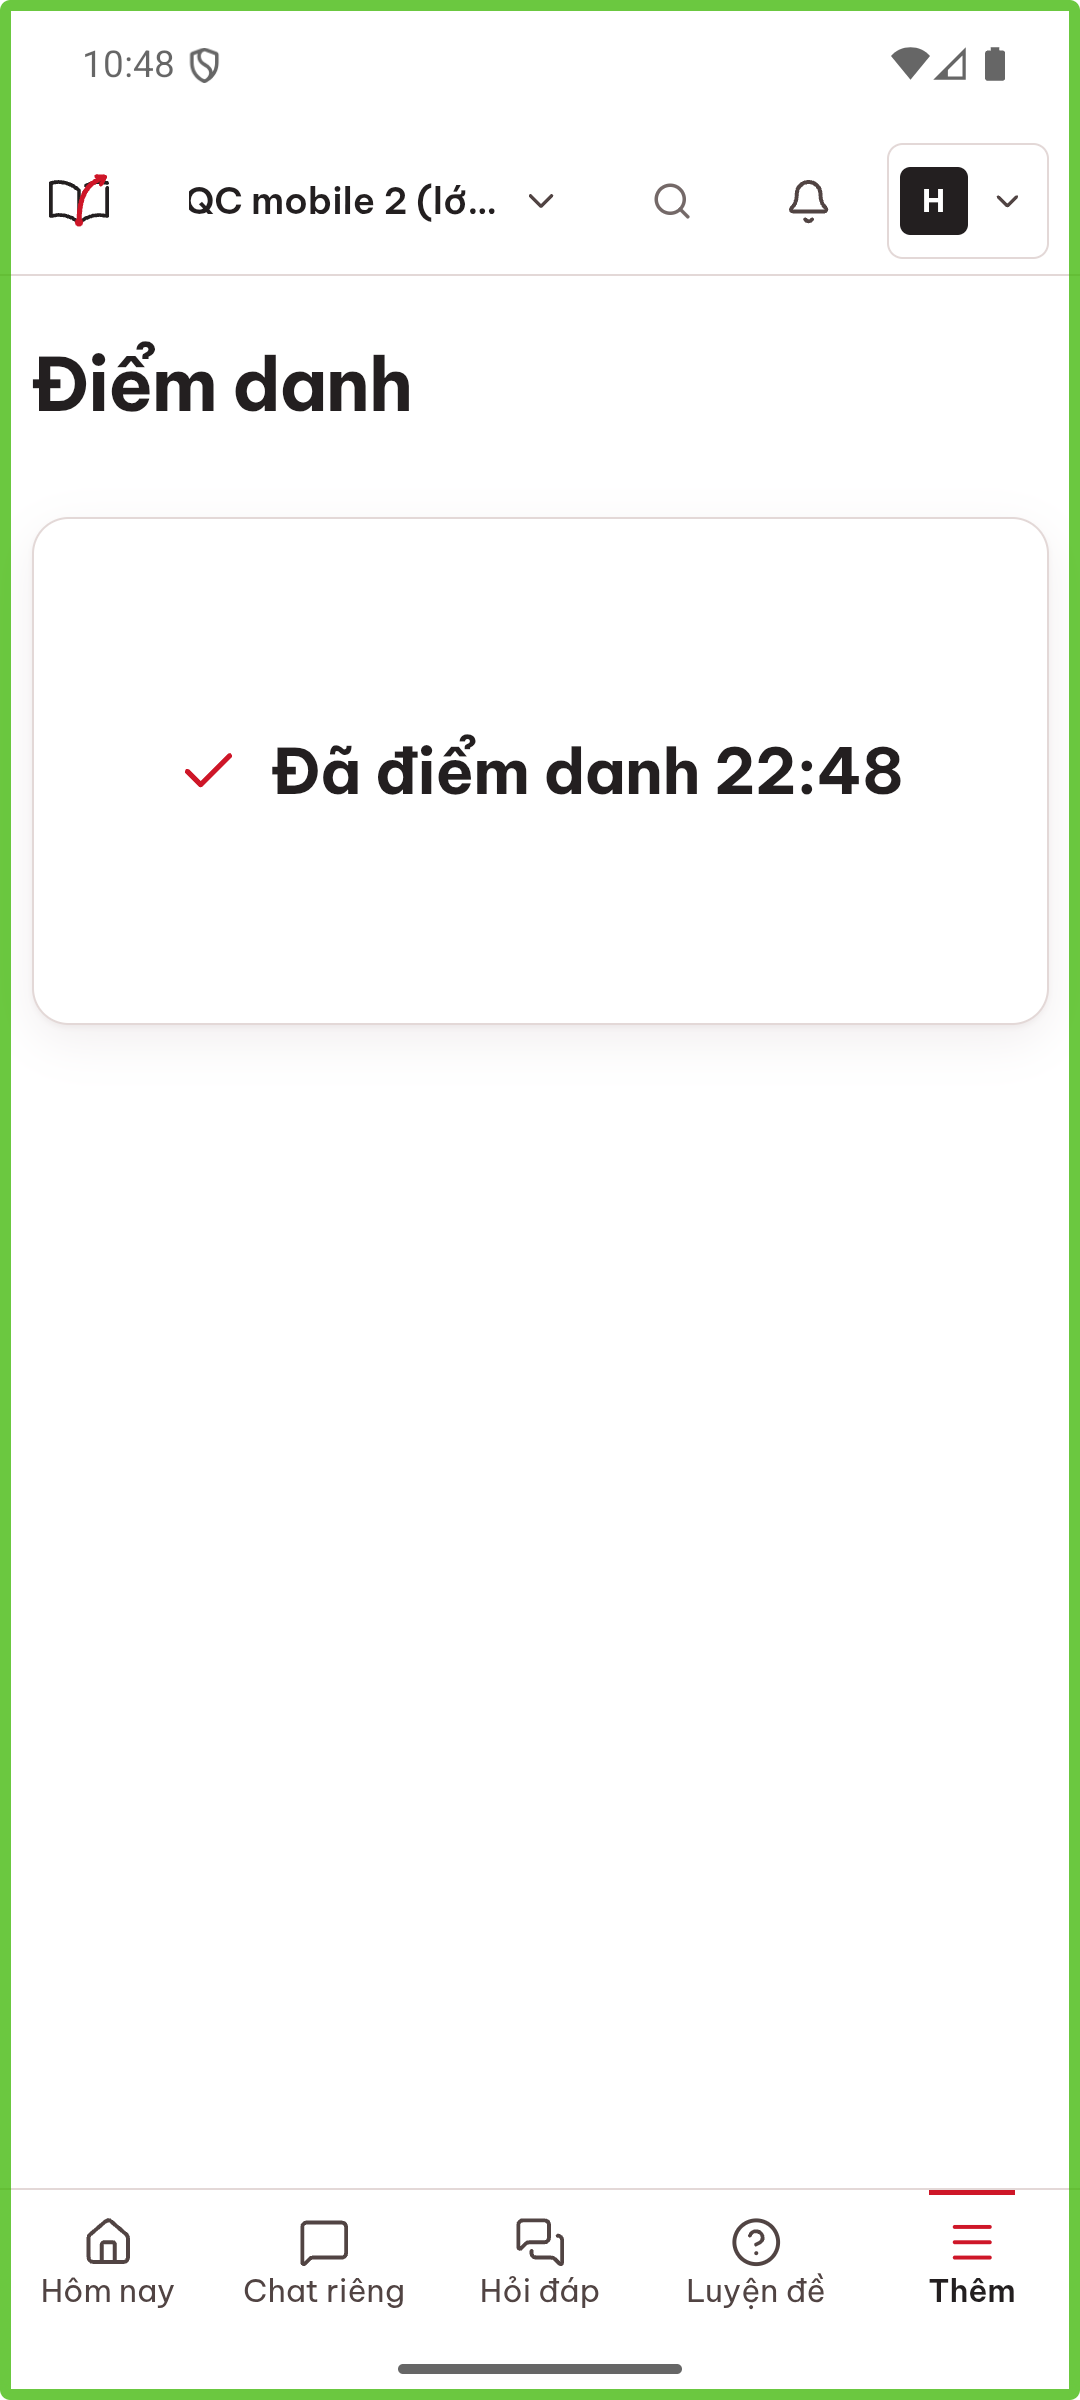 10:48
QC mobile 2 (lớ...
H
Điểm danh
Đã điểm danh 22:48
Hôm nay
Chat riêng
Hỏi đáp
Luyện đề
Thêm